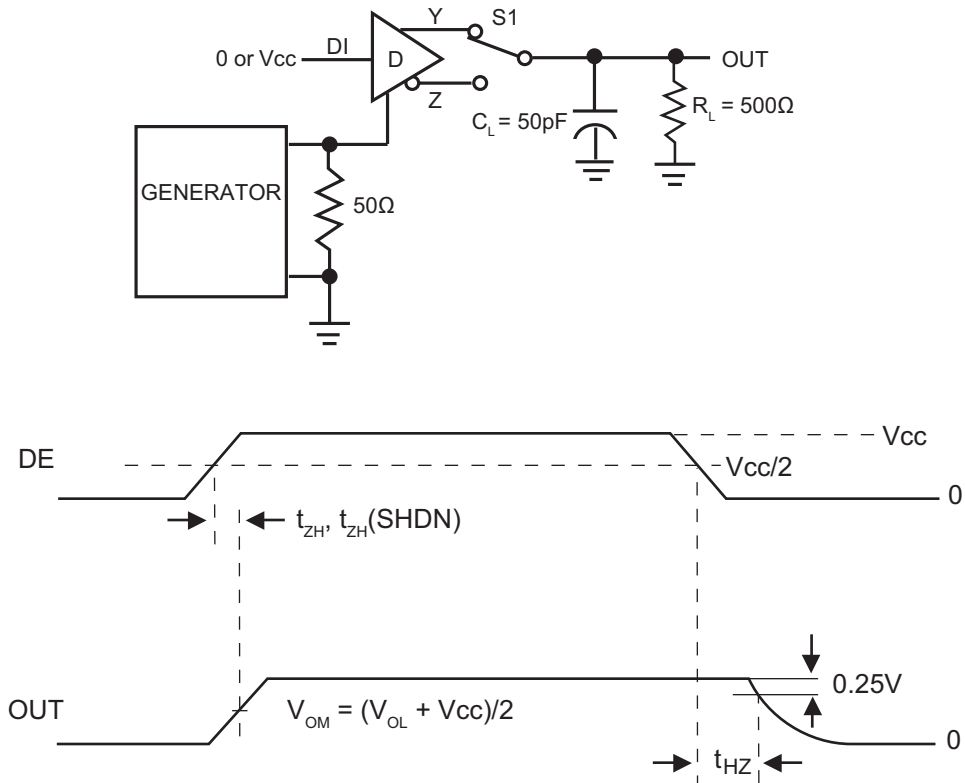 Y
S1
0 or Vcc
DI
D
OUT
Z
C_L = 50pF
R_L = 500Ω
GENERATOR
50Ω
Vcc
DE
Vcc/2
0
t_ZH, t_ZH(SHDN)
0.25V
OUT
V_OM = (V_OL + Vcc)/2
0
t_HZ